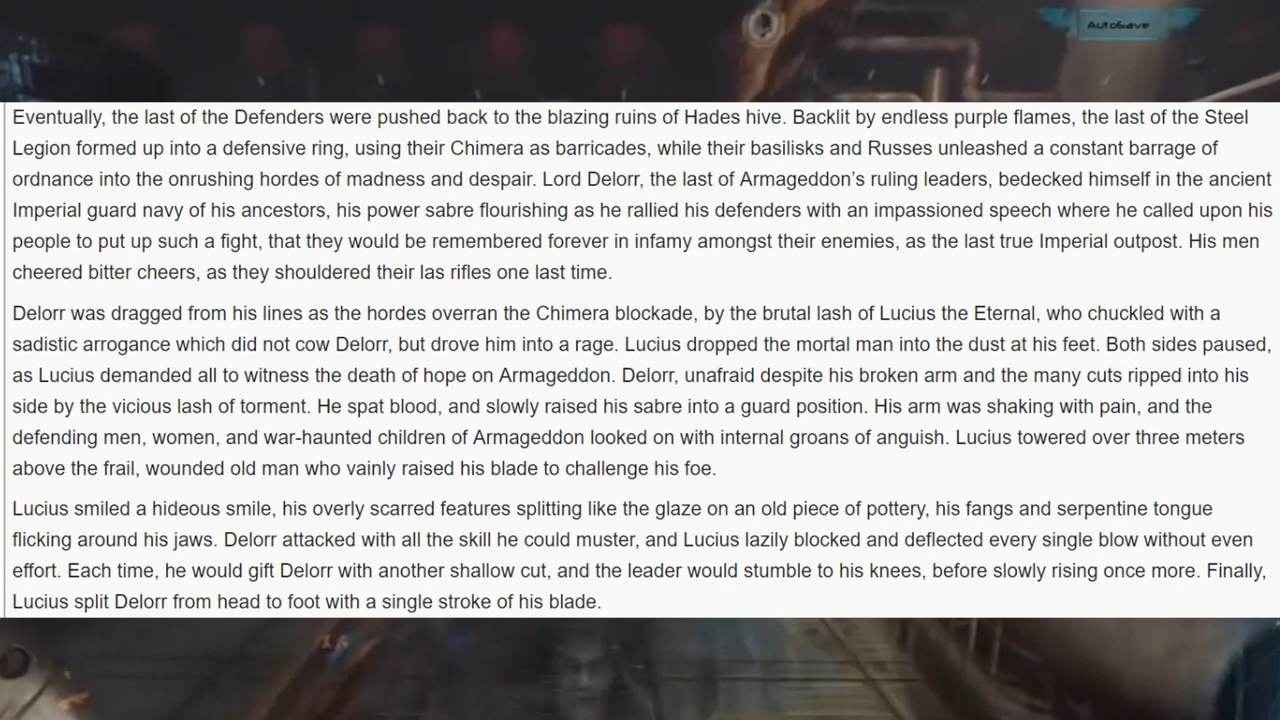 AutoSave
Eventually, the last of the Defenders were pushed back to the blazing ruins of Hades hive. Backlit by endless purple flames, the last of the Steel
Legion formed up into a defensive ring, using their Chimera as barricades, while their basilisks and Russes unleashed a constant barrage of
ordnance into the onrushing hordes of madness and despair. Lord Delorr, the last of Armageddon’s ruling leaders, bedecked himself in the ancient
Imperial guard navy of his ancestors, his power sabre flourishing as he rallied his defenders with an impassioned speech where he called upon his
people to put up such a fight, that they would be remembered forever in infamy amongst their enemies, as the last true Imperial outpost. His men
cheered bitter cheers, as they shouldered their las rifles one last time.
Delorr was dragged from his lines as the hordes overran the Chimera blockade, by the brutal lash of Lucius the Eternal, who chuckled with a
sadistic arrogance which did not cow Delorr, but drove him into a rage. Lucius dropped the mortal man into the dust at his feet. Both sides paused,
as Lucius demanded all to witness the death of hope on Armageddon. Delorr, unafraid despite his broken arm and the many cuts ripped into his
side by the vicious lash of torment. He spat blood, and slowly raised his sabre into a guard position. His arm was shaking with pain, and the
defending men, women, and war-haunted children of Armageddon looked on with internal groans of anguish. Lucius towered over three meters
above the frail, wounded old man who vainly raised his blade to challenge his foe.
Lucius smiled a hideous smile, his overly scarred features splitting like the glaze on an old piece of pottery, his fangs and serpentine tongue
flicking around his jaws. Delorr attacked with all the skill he could muster, and Lucius lazily blocked and deflected every single blow without even
effort. Each time, he would gift Delorr with another shallow cut, and the leader would stumble to his knees, before slowly rising once more. Finally,
Lucius split Delorr from head to foot with a single stroke of his blade.